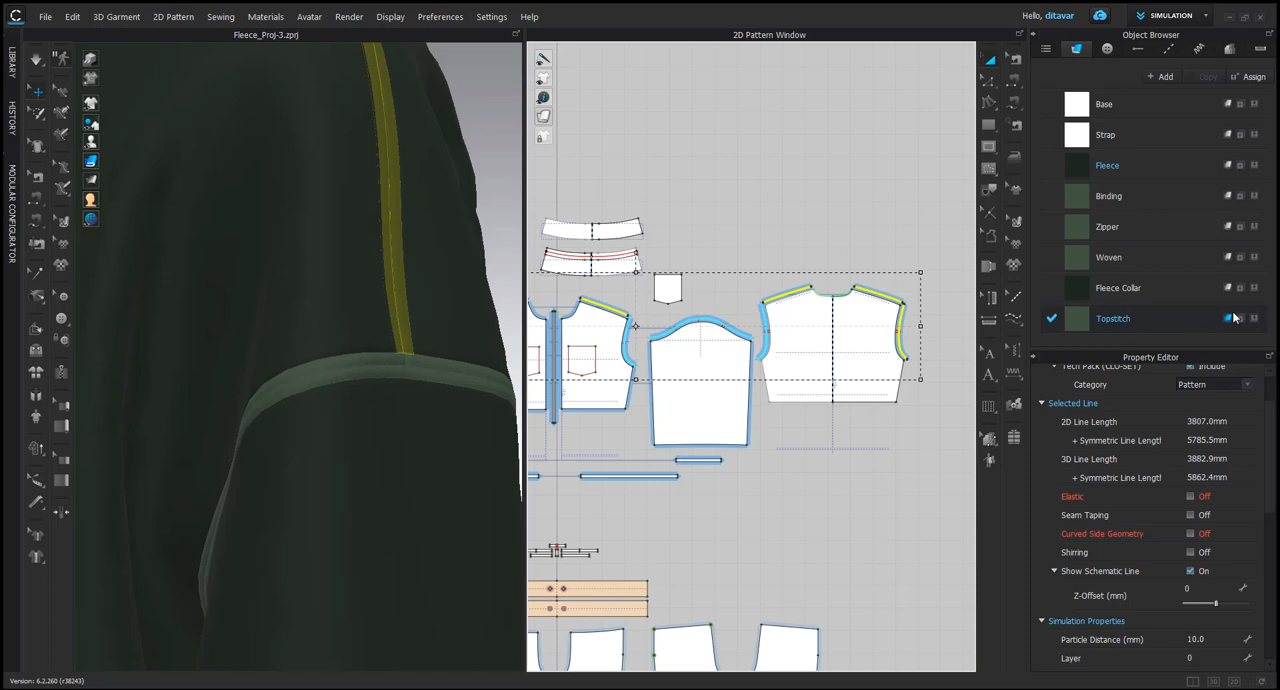 File Edit 3D Garment 2D Pattern Sewing Materials Avatar Render Display Preferences Settings Help
Hello, ditavar
SIMULATION
Fleece_Proj-3.zprj
2D Pattern Window
Object Browser
LIBRARY
HISTORY
MODULAR CONFIGURATOR
+ Add Copy Assign
Base
Strap
Fleece
Binding
Zipper
Woven
Fleece Collar
Topstitch
Property Editor
Tech Pack (CLO-SET) Include
Category Pattern
Selected Line
2D Line Length 3807.0mm
+ Symmetric Line Lengtl 5785.5mm
3D Line Length 3882.9mm
+ Symmetric Line Lengtl 5862.4mm
Elastic Off
Seam Taping Off
Curved Side Geometry Off
Shirring Off
Show Schematic Line On
Z-Offset (mm) 0
Simulation Properties
Particle Distance (mm) 10.0
Layer 0
Version: 6.2.260 (r38243)